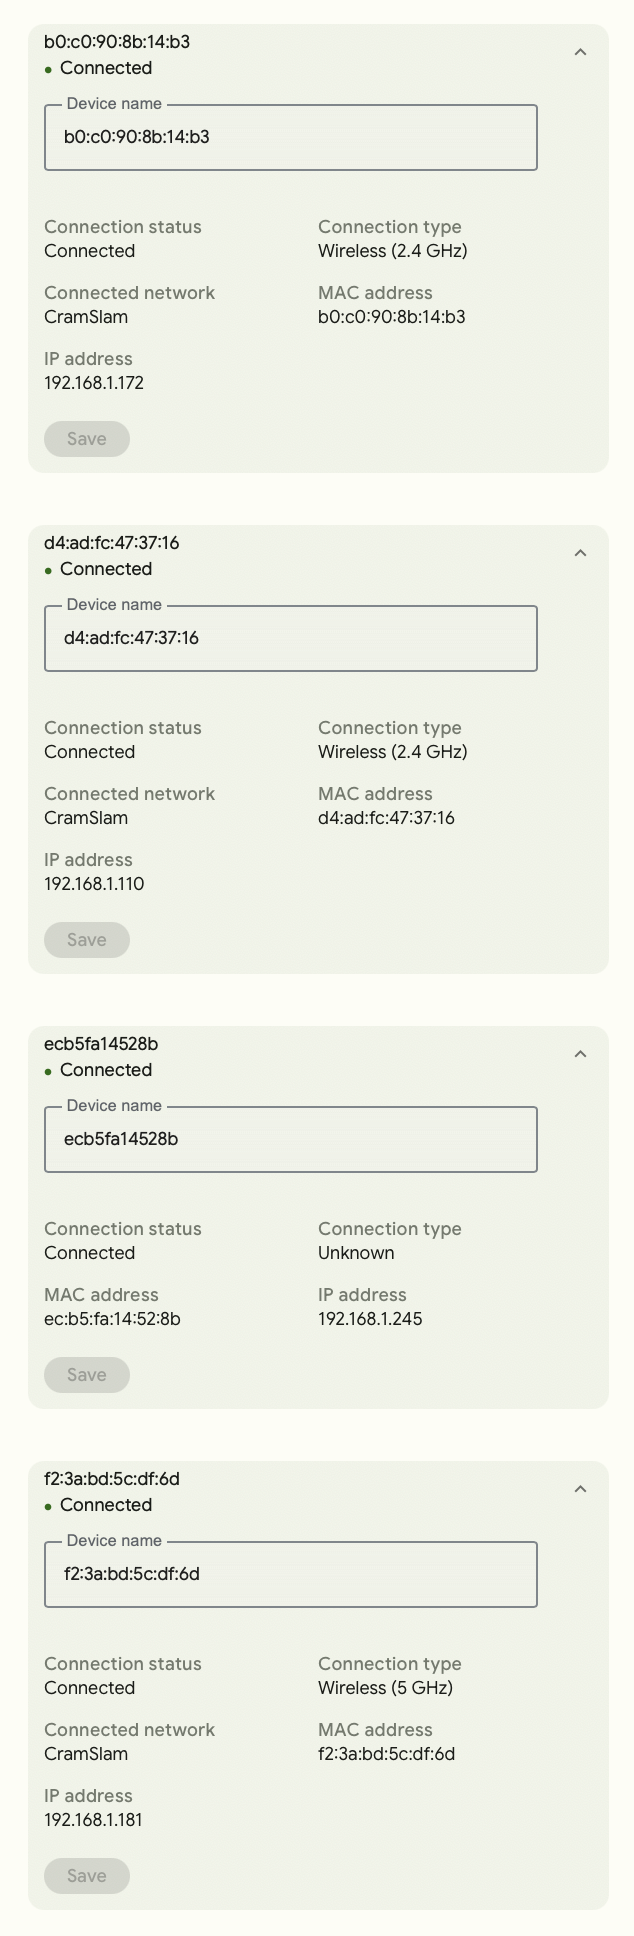 b0:c0:90:8b:14:b3
Connected
Device name
b0:c0:90:8b:14:b3
Connection status
Connected
Connection type
Wireless (2.4 GHz)
Connected network
CramSlam
MAC address
b0:c0:90:8b:14:b3
IP address
192.168.1.172
Save
d4:ad:fc:47:37:16
Connected
Device name
d4:ad:fc:47:37:16
Connection status
Connected
Connection type
Wireless (2.4 GHz)
Connected network
CramSlam
MAC address
d4:ad:fc:47:37:16
IP address
192.168.1.110
Save
ecb5fa14528b
Connected
Device name
ecb5fa14528b
Connection status
Connected
Connection type
Unknown
MAC address
ec:b5:fa:14:52:8b
IP address
192.168.1.245
Save
f2:3a:bd:5c:df:6d
Connected
Device name
f2:3a:bd:5c:df:6d
Connection status
Connected
Connection type
Wireless (5 GHz)
Connected network
CramSlam
MAC address
f2:3a:bd:5c:df:6d
IP address
192.168.1.181
Save